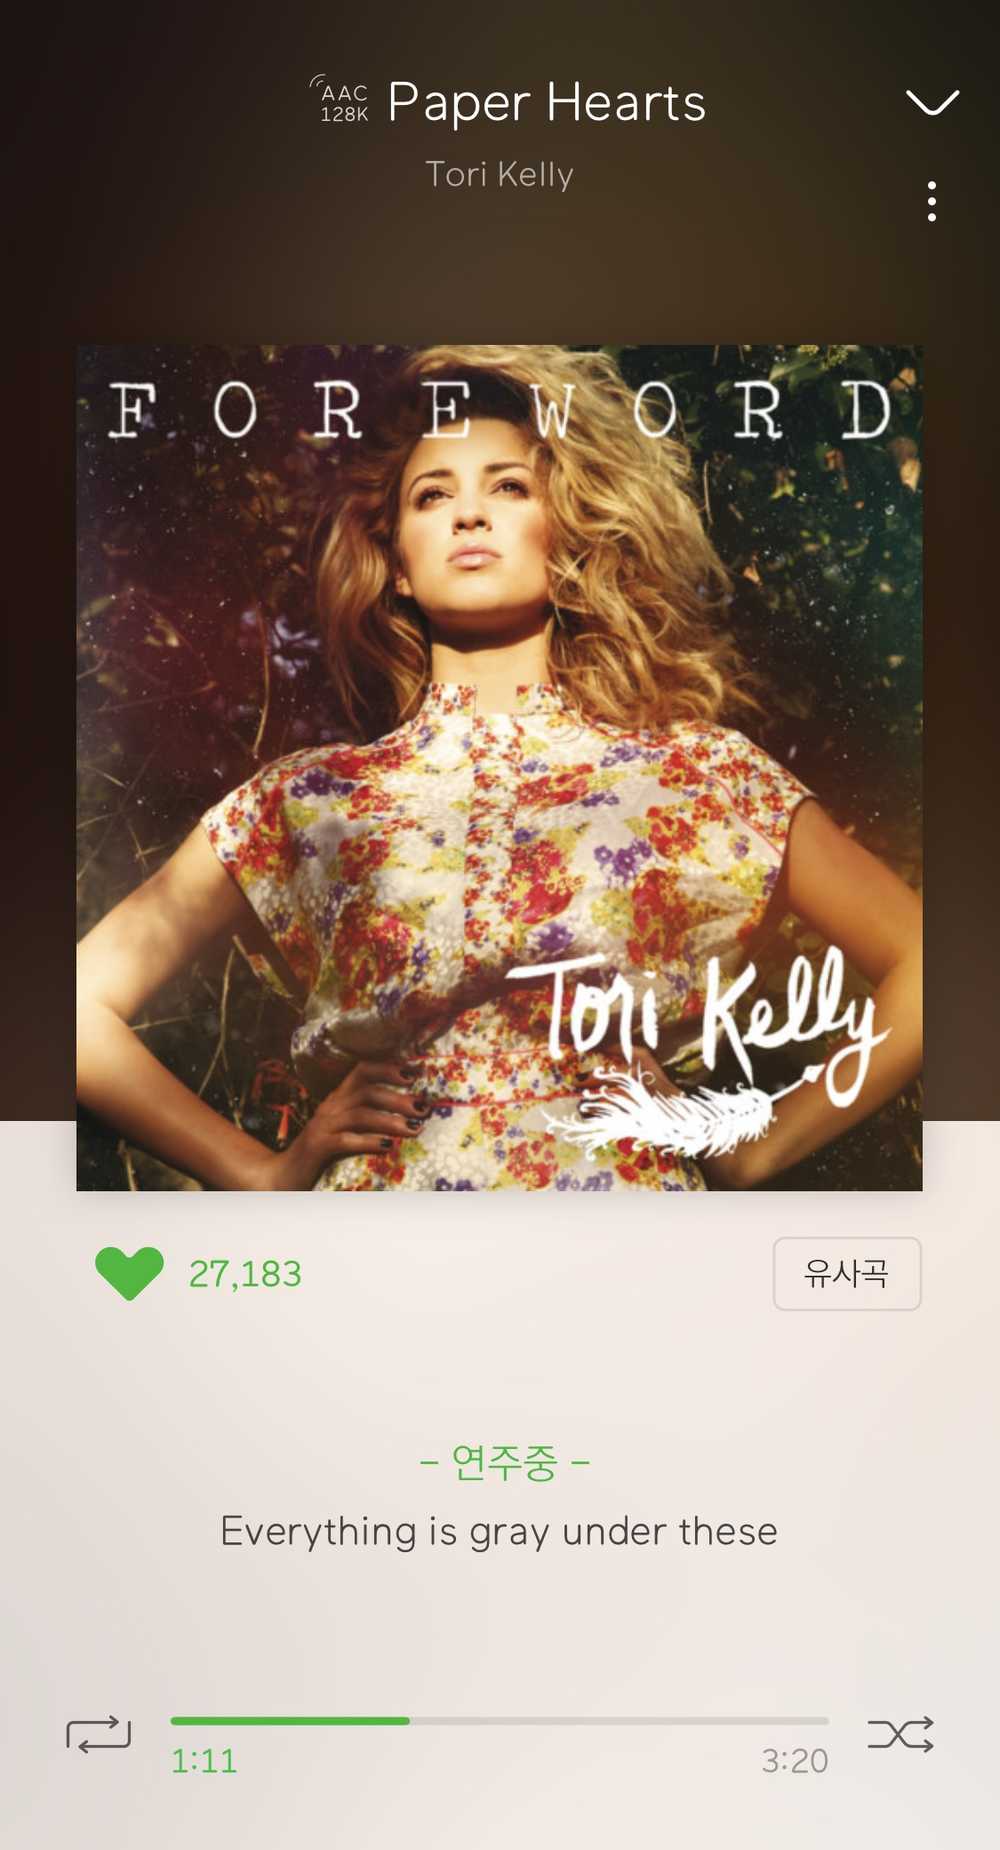 AAC
128K
Paper Hearts
Tori Kelly
FOREWORD
Tori Kelly
27,183
유사곡
– 연주중 –
Everything is gray under these
1:11
3:20